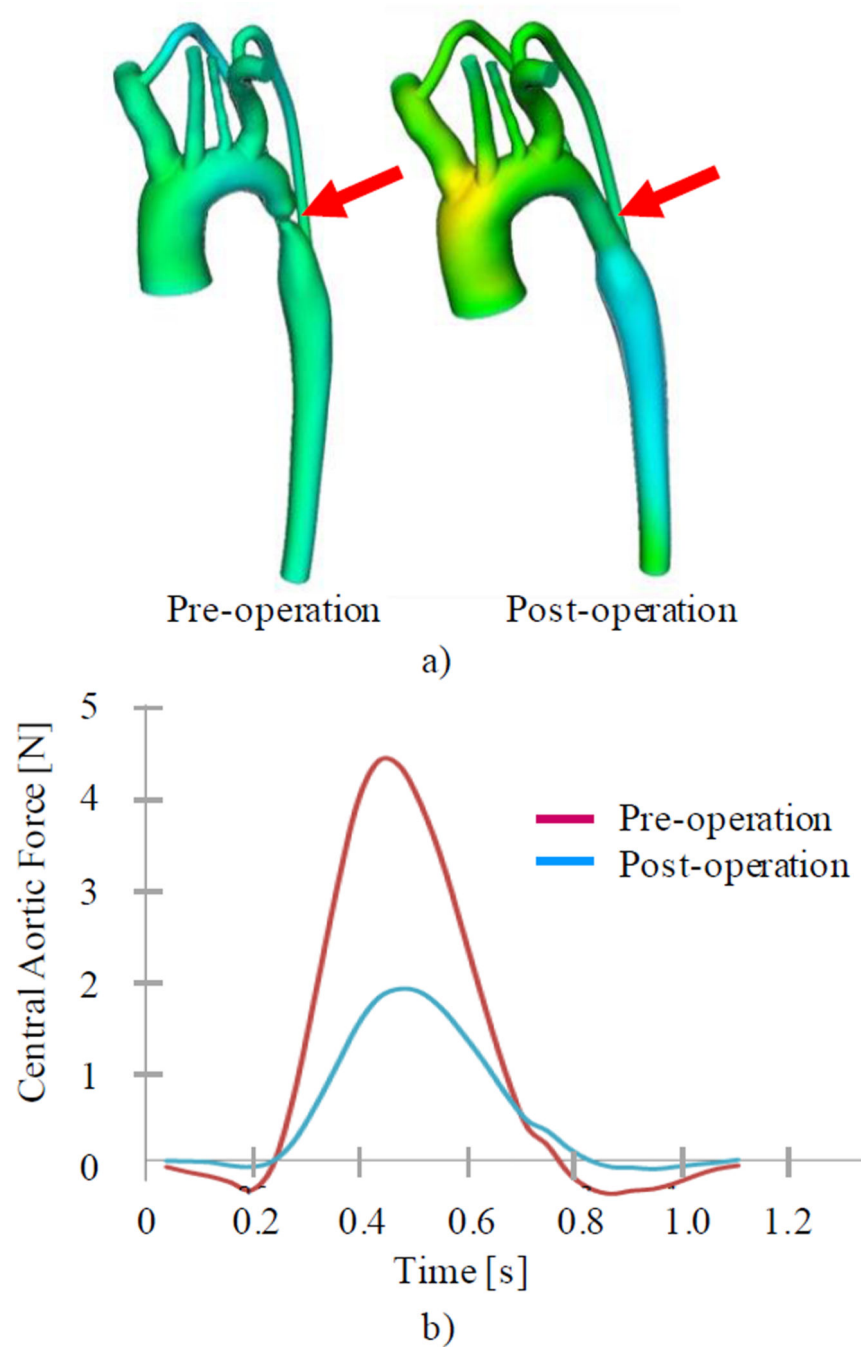 Pre-operation
Post-operation
a)
Central Aortic Force [N]
5
4
3
2
1
0
Pre-operation
Post-operation
0
0.2
0.4
0.6
0.8
1.0
1.2
Time [s]
b)